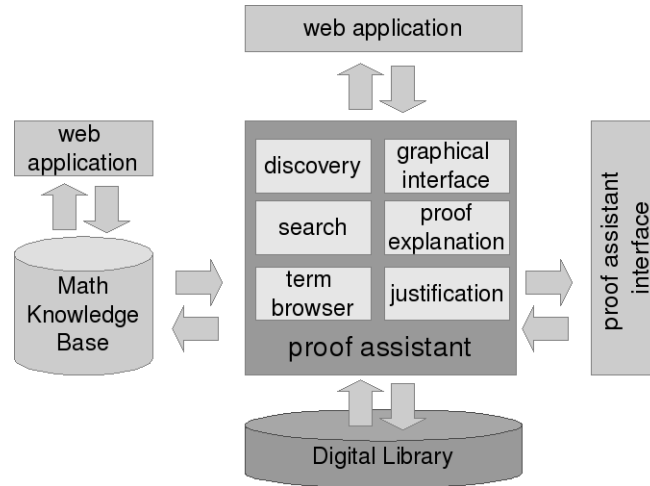 web application
web
application
discovery
graphical
interface
search
proof
explanation
term
browser
justification
proof assistant
Math
Knowledge
Base
proof assistant
interface
Digital Library